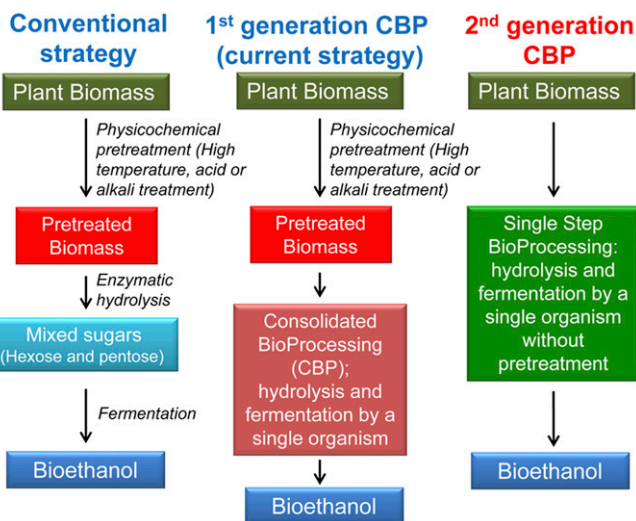 Conventional
strategy
Plant Biomass
Physicochemical
pretreatment (High
temperature, acid or
alkali treatment)
Pretreated
Biomass
Enzymatic
hydrolysis
Mixed sugars
(Hexose and pentose)
Fermentation
Bioethanol
1st generation CBP
(current strategy)
Plant Biomass
Physicochemical
pretreatment (High
temperature, acid or
alkali treatment)
Pretreated
Biomass
Consolidated
BioProcessing
(CBP);
hydrolysis and
fermentation by a
single organism
Bioethanol
2nd generation
CBP
Plant Biomass
Single Step
BioProcessing:
hydrolysis and
fermentation by a
single organism
without
pretreatment
Bioethanol